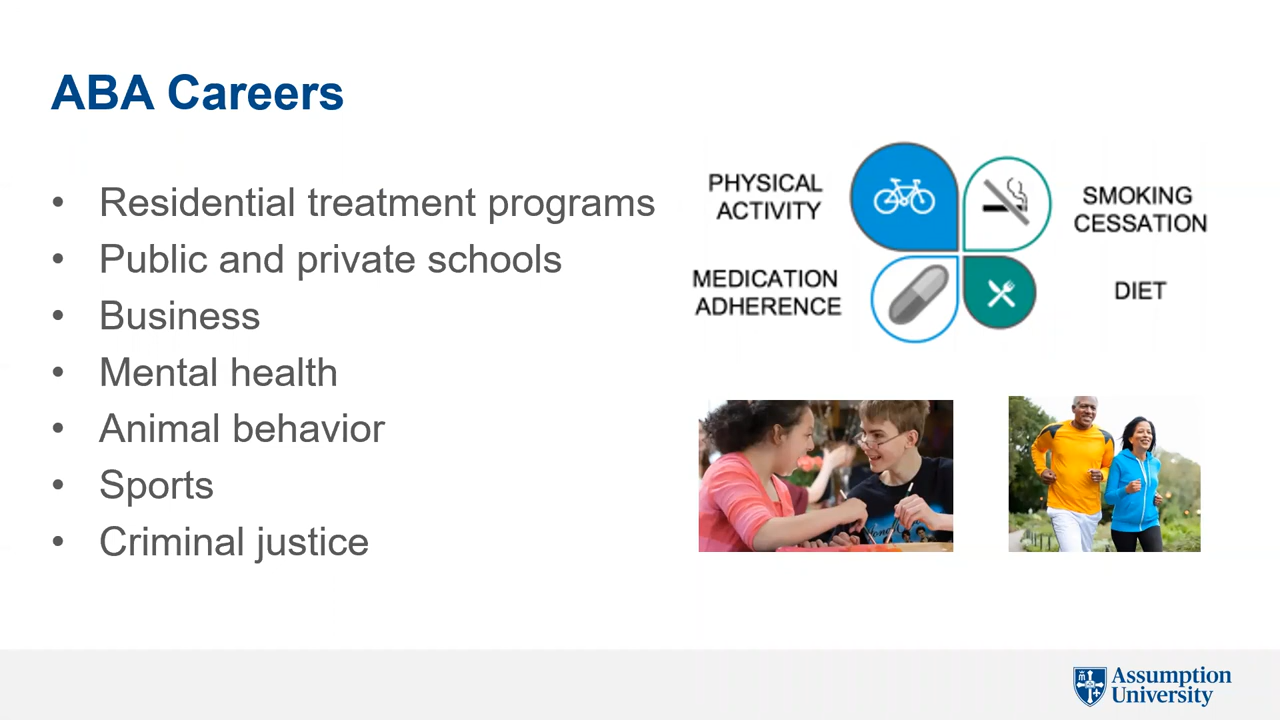 ABA Careers
• Residential treatment programs
• Public and private schools
• Business
• Mental health
• Animal behavior
• Sports
• Criminal justice
PHYSICAL
ACTIVITY
SMOKING
CESSATION
MEDICATION
ADHERENCE
DIET
Assumption
University